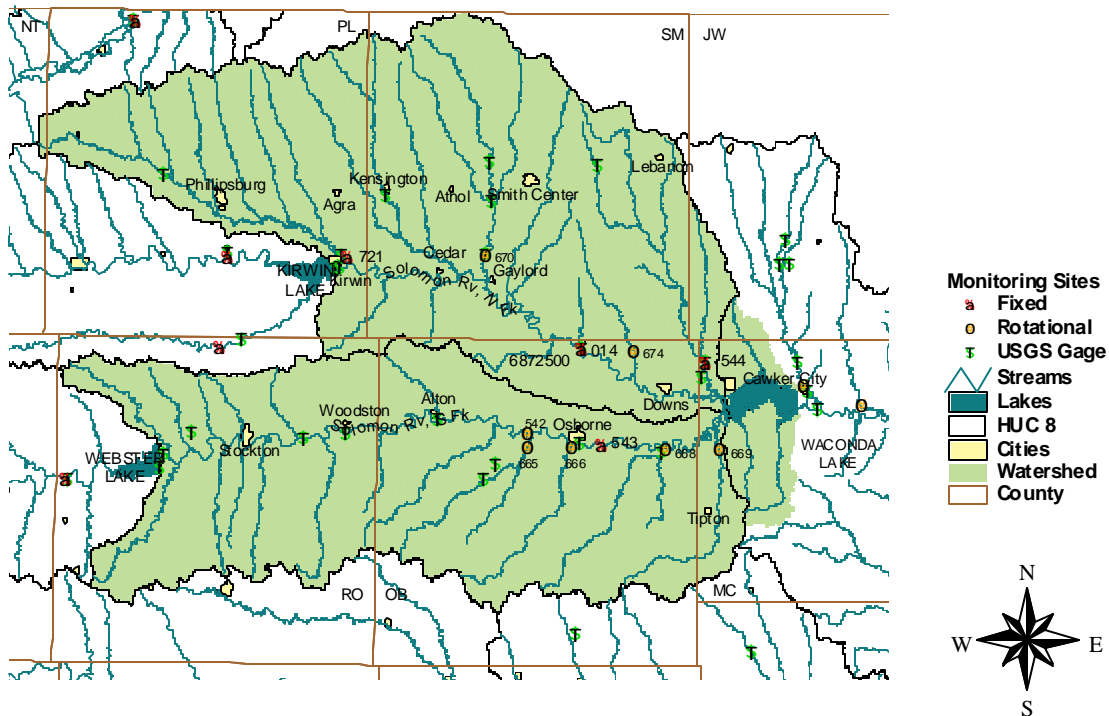 NT
PL
SM
JW
Lebanon
Phillipsburg
Kensington
Agra
Athol
Smith Center
721
Cedar
670
KIRWIN
LAKE
Kirwin
Solomon Rv, N Fk
Gaylord
6872500
014
674
544
Cawker City
Downs
Alton
Woodston
Solomon Rv, S Fk
542
Osborne
543
Stockton
WEBSTER
LAKE
665
666
668
669
WACONDA
LAKE
Tipton
RO
OB
MC
Monitoring Sites
Fixed
Rotational
USGS Gage
Streams
Lakes
HUC 8
Cities
Watershed
County
N
W
E
S